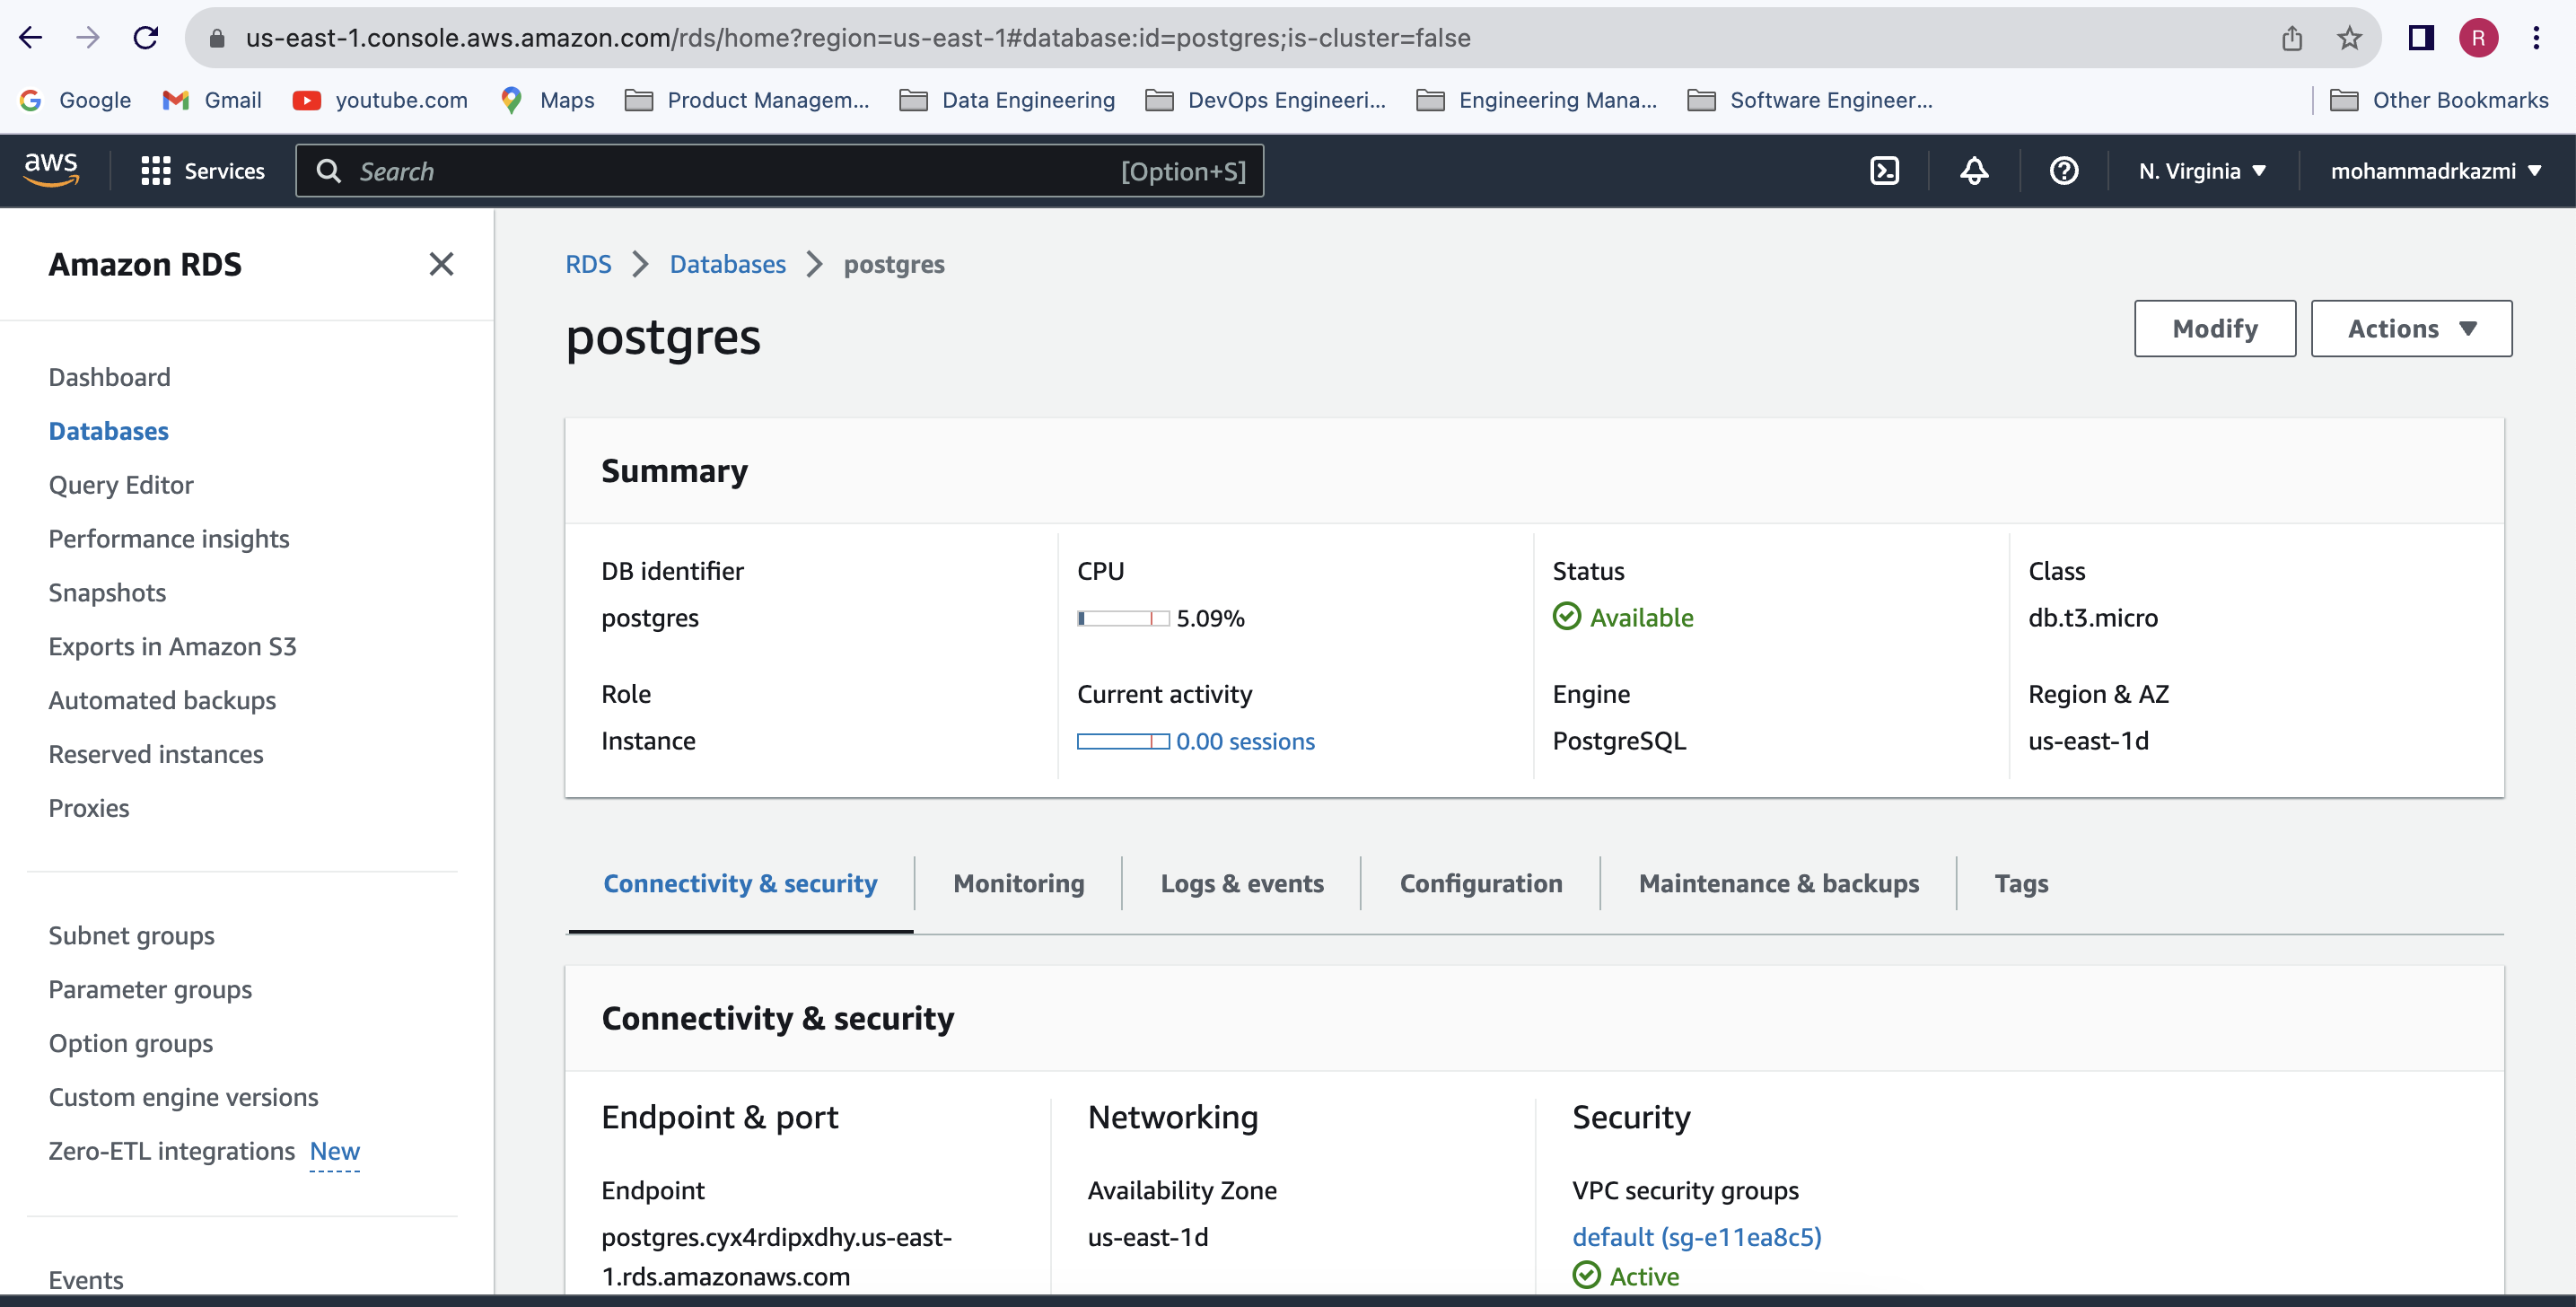 us-east-1.console.aws.amazon.com/rds/home?region=us-east-1#database:id=postgres;is-cluster=false
R
Google
Gmail
youtube.com
Maps
Product Managem...
Data Engineering
DevOps Engineeri...
Engineering Mana...
Software Engineer...
Other Bookmarks
aws
Services
Search
[Option+S]
N. Virginia
mohammadrkazmi
Amazon RDS
Dashboard
Databases
Query Editor
Performance insights
Snapshots
Exports in Amazon S3
Automated backups
Reserved instances
Proxies
Subnet groups
Parameter groups
Option groups
Custom engine versions
Zero-ETL integrations New
Events
RDS
Databases
postgres
postgres
Modify
Actions
Summary
DB identifier
postgres
CPU
5.09%
Status
Available
Class
db.t3.micro
Role
Instance
Current activity
0.00 sessions
Engine
PostgreSQL
Region & AZ
us-east-1d
Connectivity & security
Monitoring
Logs & events
Configuration
Maintenance & backups
Tags
Connectivity & security
Endpoint & port
Endpoint
postgres.cyx4rdipxdhy.us-east-
1.rds.amazonaws.com
Networking
Availability Zone
us-east-1d
Security
VPC security groups
default (sg-e11ea8c5)
Active